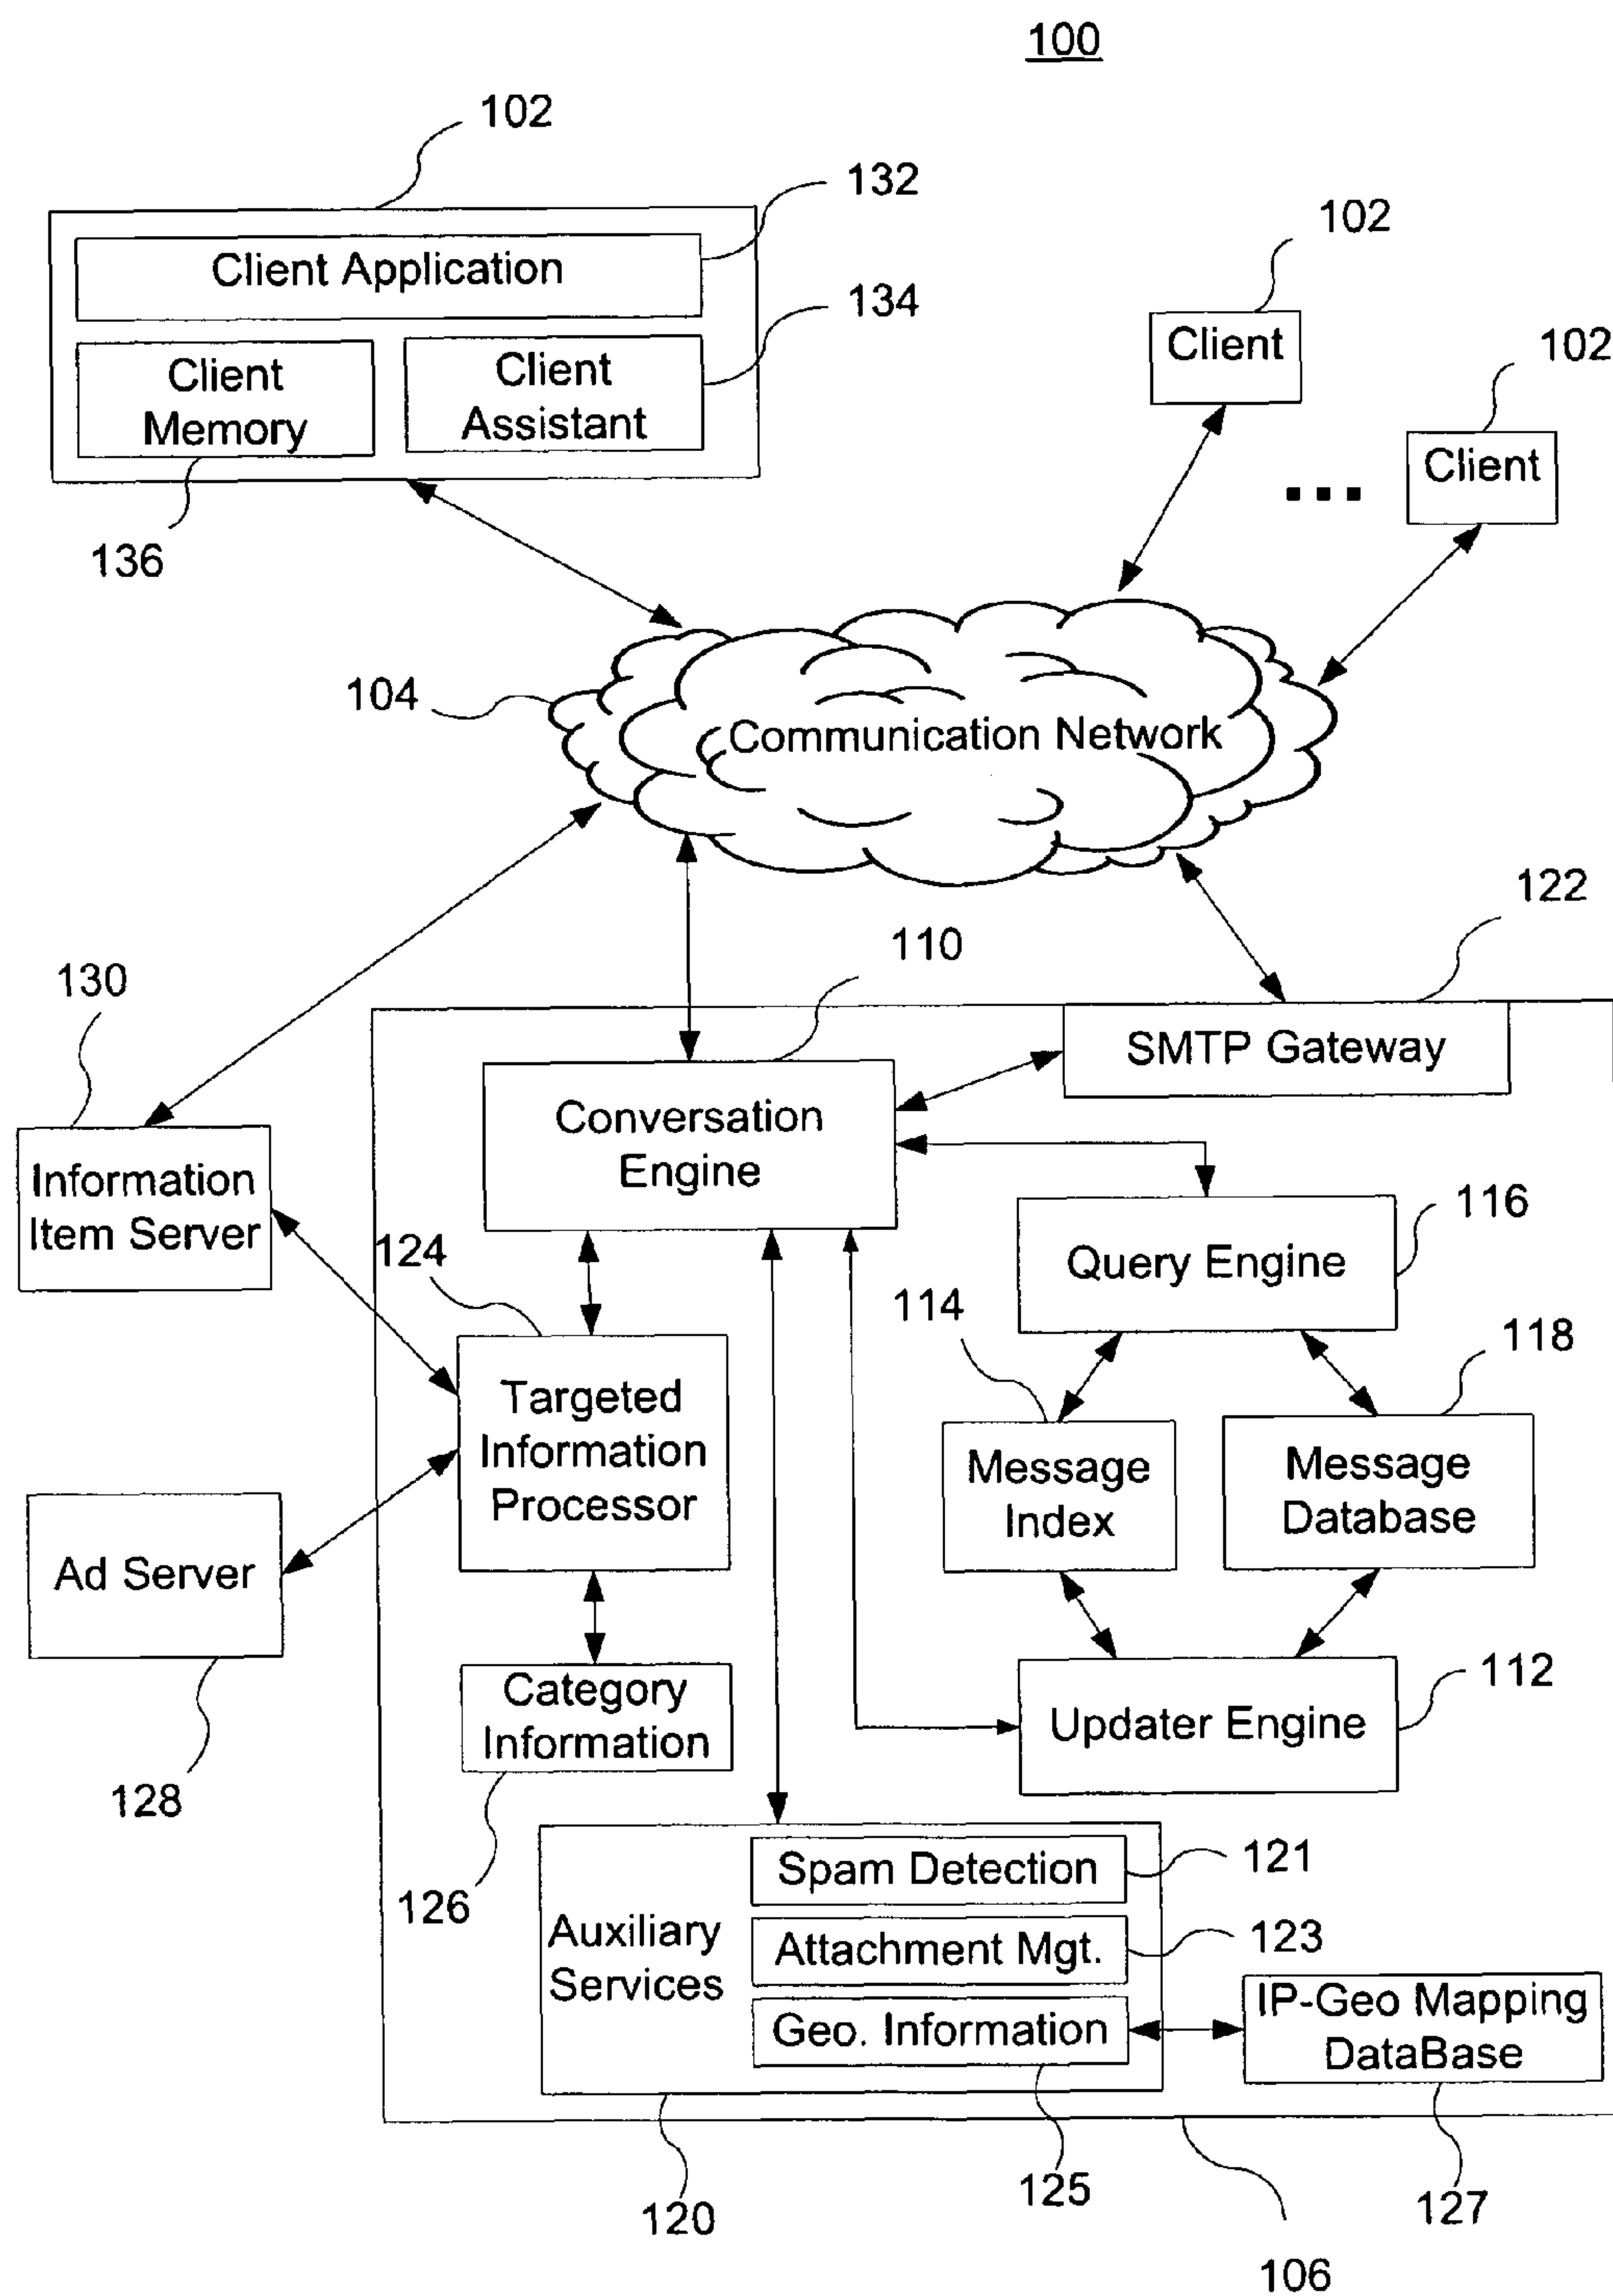 100
102
132
Client Application
102
134
Client
Memory
Client
Assistant
Client
102
Client
136
104
Communication Network
122
110
130
SMTP Gateway
Conversation
Engine
Information
Item Server
116
124
Query Engine
114
118
Targeted
Information
Processor
Message
Index
Message
Database
Ad Server
Category
Information
112
Updater Engine
128
126
Auxiliary
Services
Spam Detection
121
Attachment Mgt.
123
Geo. Information
IP-Geo Mapping
DataBase
125
127
120
106